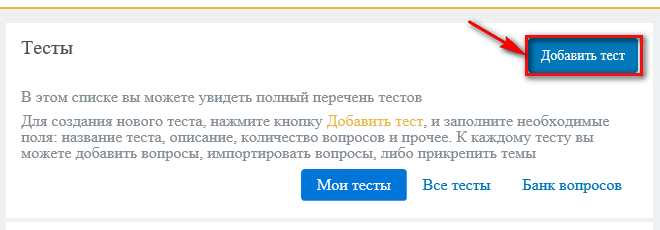 Тесты
Добавить тест
В этом списке вы можете увидеть полный перечень тестов
Для создания нового теста, нажмите кнопку Добавить тест, и заполните необходимые
поля: название теста, описание, количество вопросов и прочее. К каждому тесту вы
можете добавить вопросы, импортировать вопросы, либо прикрепить темы
Мои тесты Все тесты Банк вопросов